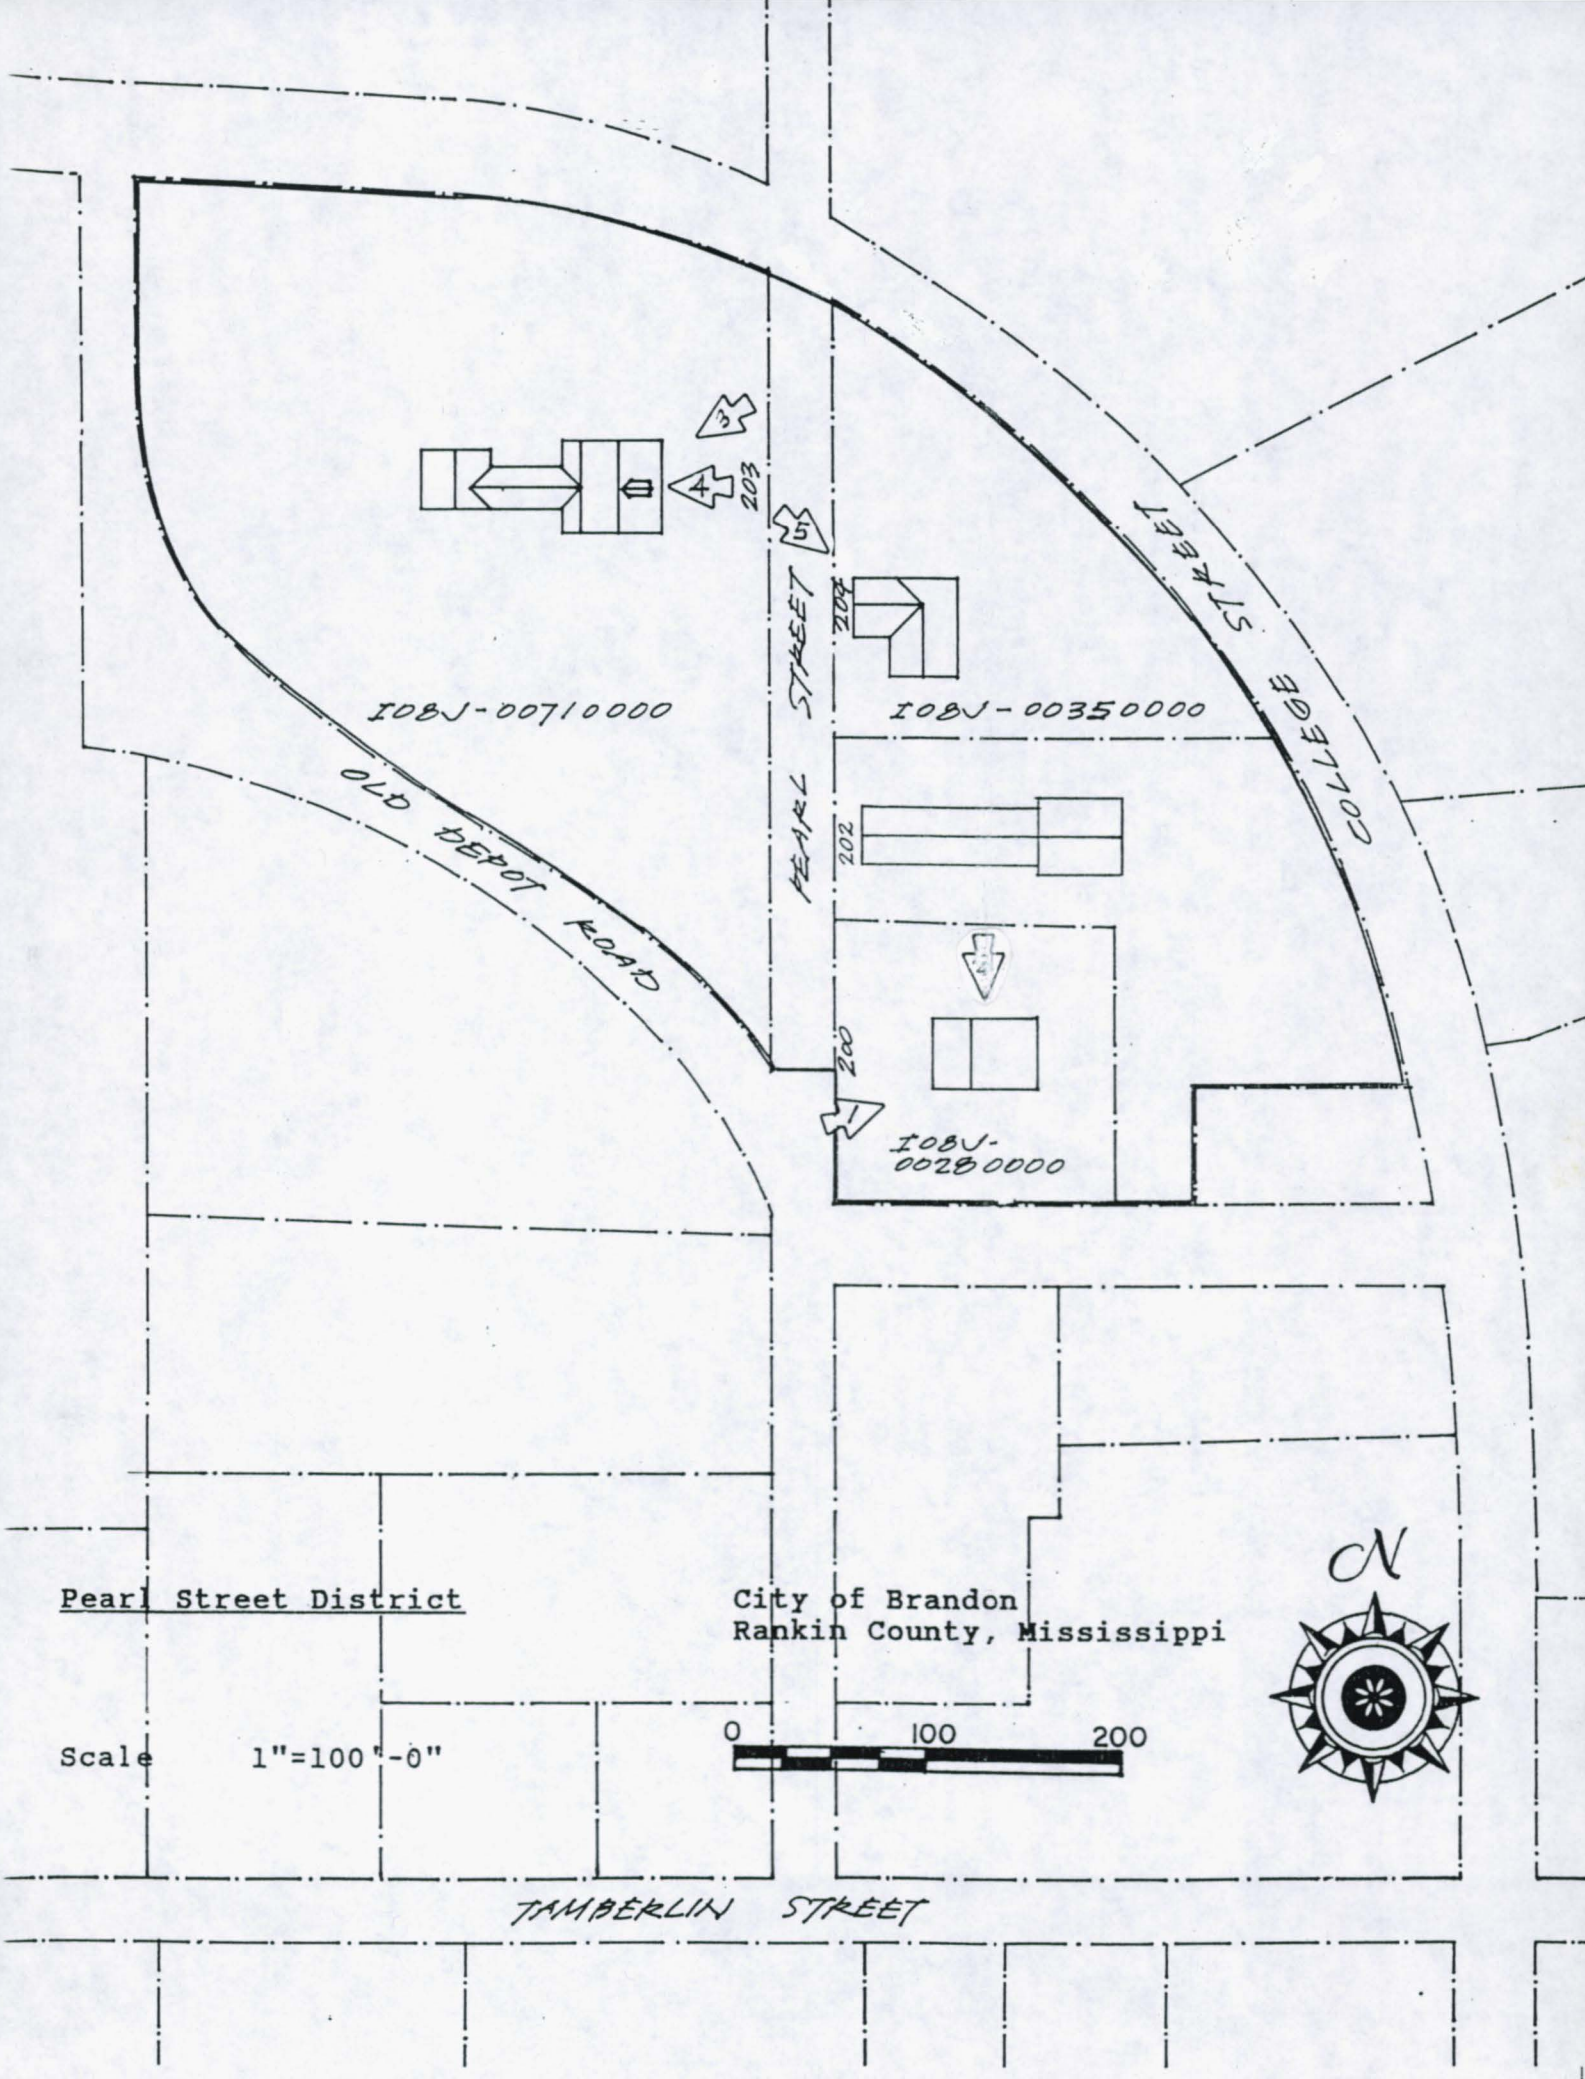 3
4
203
5
204
STREET
PEARL STREET
I08J-00710000
I08J-00350000
COLLEGE
OLD DEPOT ROAD
202
2
200
1
I08J-
00280000
N
Pearl Street District
City of Brandon
Rankin County, Mississippi
0 100 200
Scale 1"=100'-0"
TAMBERLIN STREET